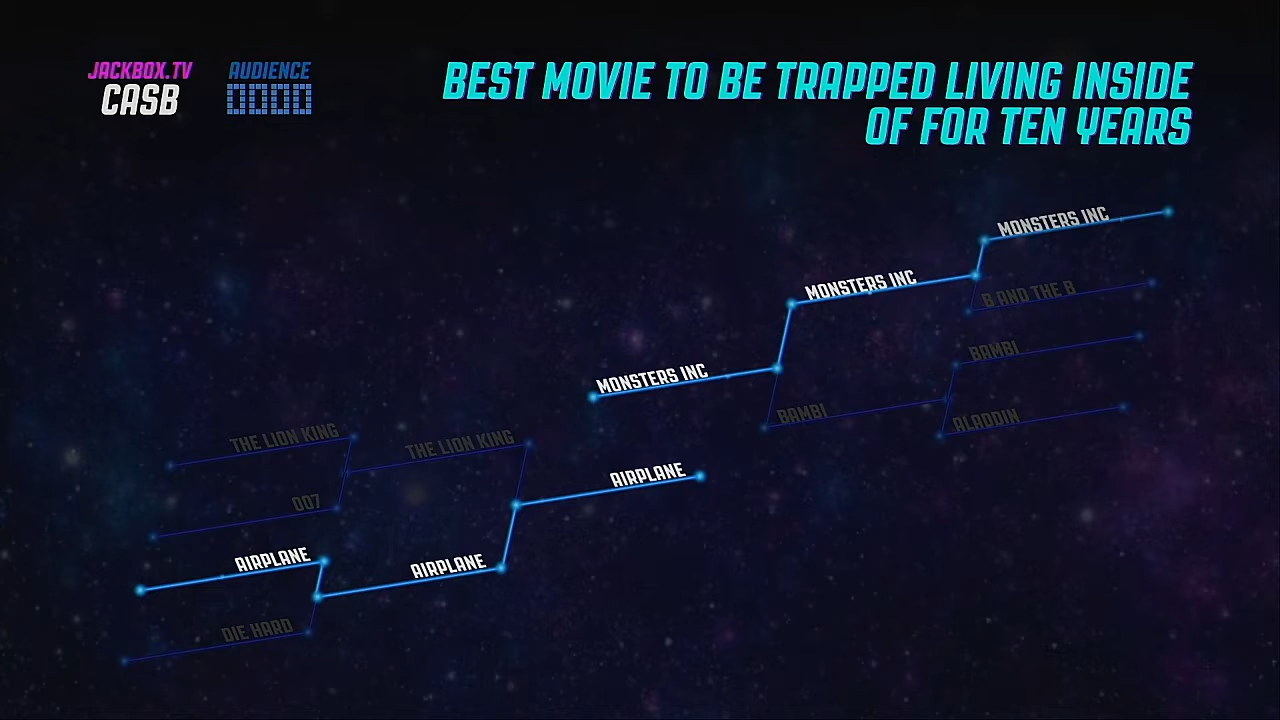 JACKBOX.TV
CASB
AUDIENCE
0000
BEST MOVIE TO BE TRAPPED LIVING INSIDE
OF FOR TEN YEARS
MONSTERS INC
B AND THE B
MONSTERS INC
BAMBI
ALADDIN
MONSTERS INC
BAMBI
THE LION KING
THE LION KING
007
AIRPLANE
AIRPLANE
AIRPLANE
DIE HARD